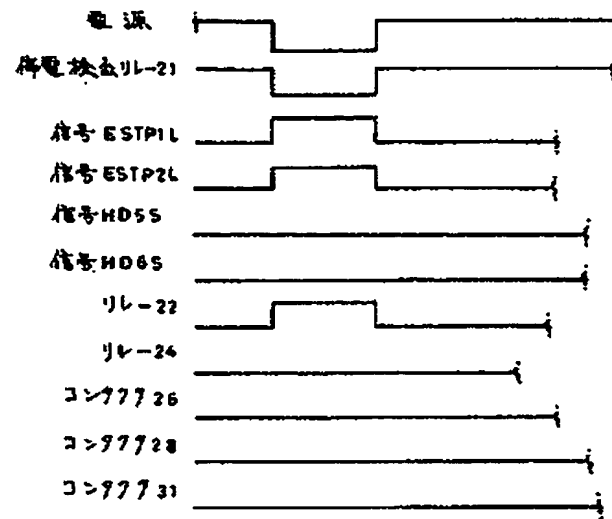 電源
停電検出リレー21
信号ESTP1L
信号ESTP2L
信号HD5S
信号HD6S
リレー22
リレー24
コンタクタ26
コンタクタ28
コンタクタ31